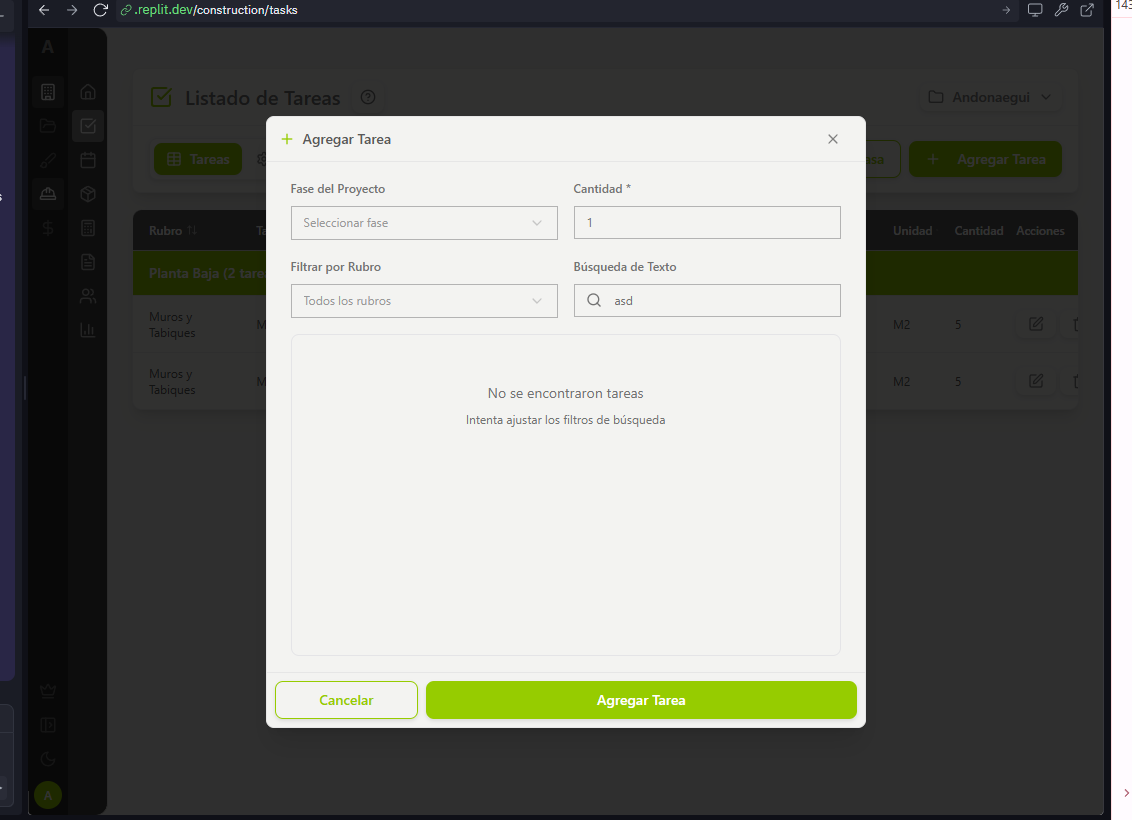 .replit.dev/construction/tasks
143
A
Listado de Tareas
Andonaegui
Tareas
Agregar Tarea
Agregar Tarea
Fase del Proyecto
Cantidad *
Seleccionar fase
1
Filtrar por Rubro
Búsqueda de Texto
Todos los rubros
asd
No se encontraron tareas
Intenta ajustar los filtros de búsqueda
Cancelar
Agregar Tarea
Rubro
Unidad
Cantidad
Acciones
Planta Baja (2
Muros y
Tabiques
M2
5
Muros y
Tabiques
M2
5
A